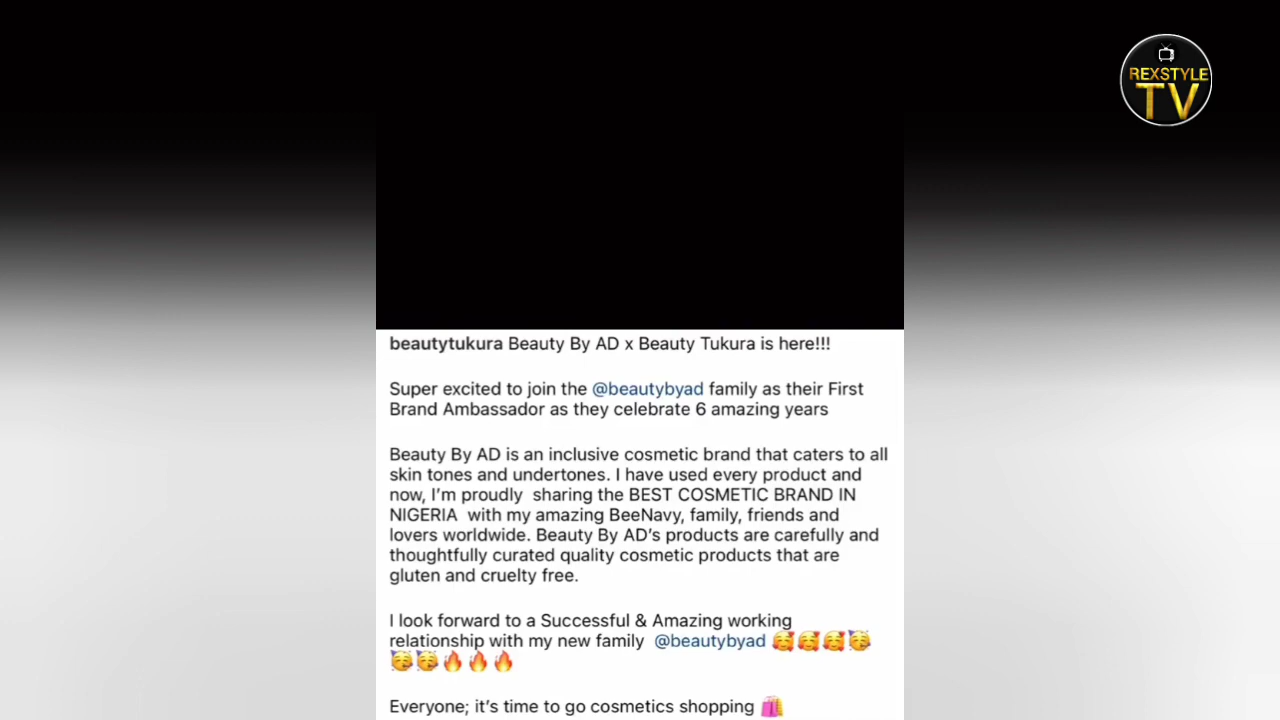 REXSTYLE
TV
beautytukura Beauty By AD x Beauty Tukura is here!!!
Super excited to join the @beautybyad family as their First
Brand Ambassador as they celebrate 6 amazing years
Beauty By AD is an inclusive cosmetic brand that caters to all
skin tones and undertones. I have used every product and
now, I’m proudly  sharing the BEST COSMETIC BRAND IN
NIGERIA  with my amazing BeeNavy, family, friends and
lovers worldwide. Beauty By AD’s products are carefully and
thoughtfully curated quality cosmetic products that are
gluten and cruelty free.
I look forward to a Successful & Amazing working
relationship with my new family  @beautybyad 🥰🥰🥰🥳
🥳🥳🔥🔥🔥
Everyone; it’s time to go cosmetics shopping 🛍️